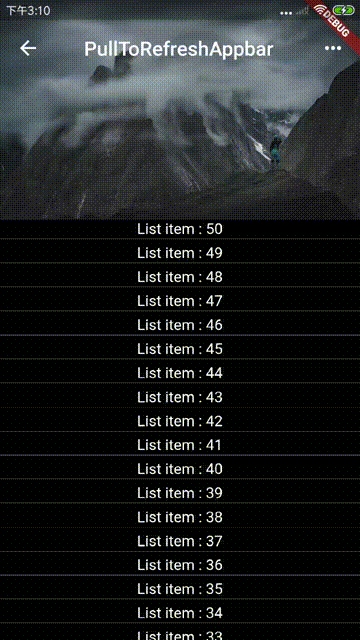 下午3:10
DEBUG
PullToRefreshAppbar
List item : 50
List item : 49
List item : 48
List item : 47
List item : 46
List item : 45
List item : 44
List item : 43
List item : 42
List item : 41
List item : 40
List item : 39
List item : 38
List item : 37
List item : 36
List item : 35
List item : 34
List item : 33